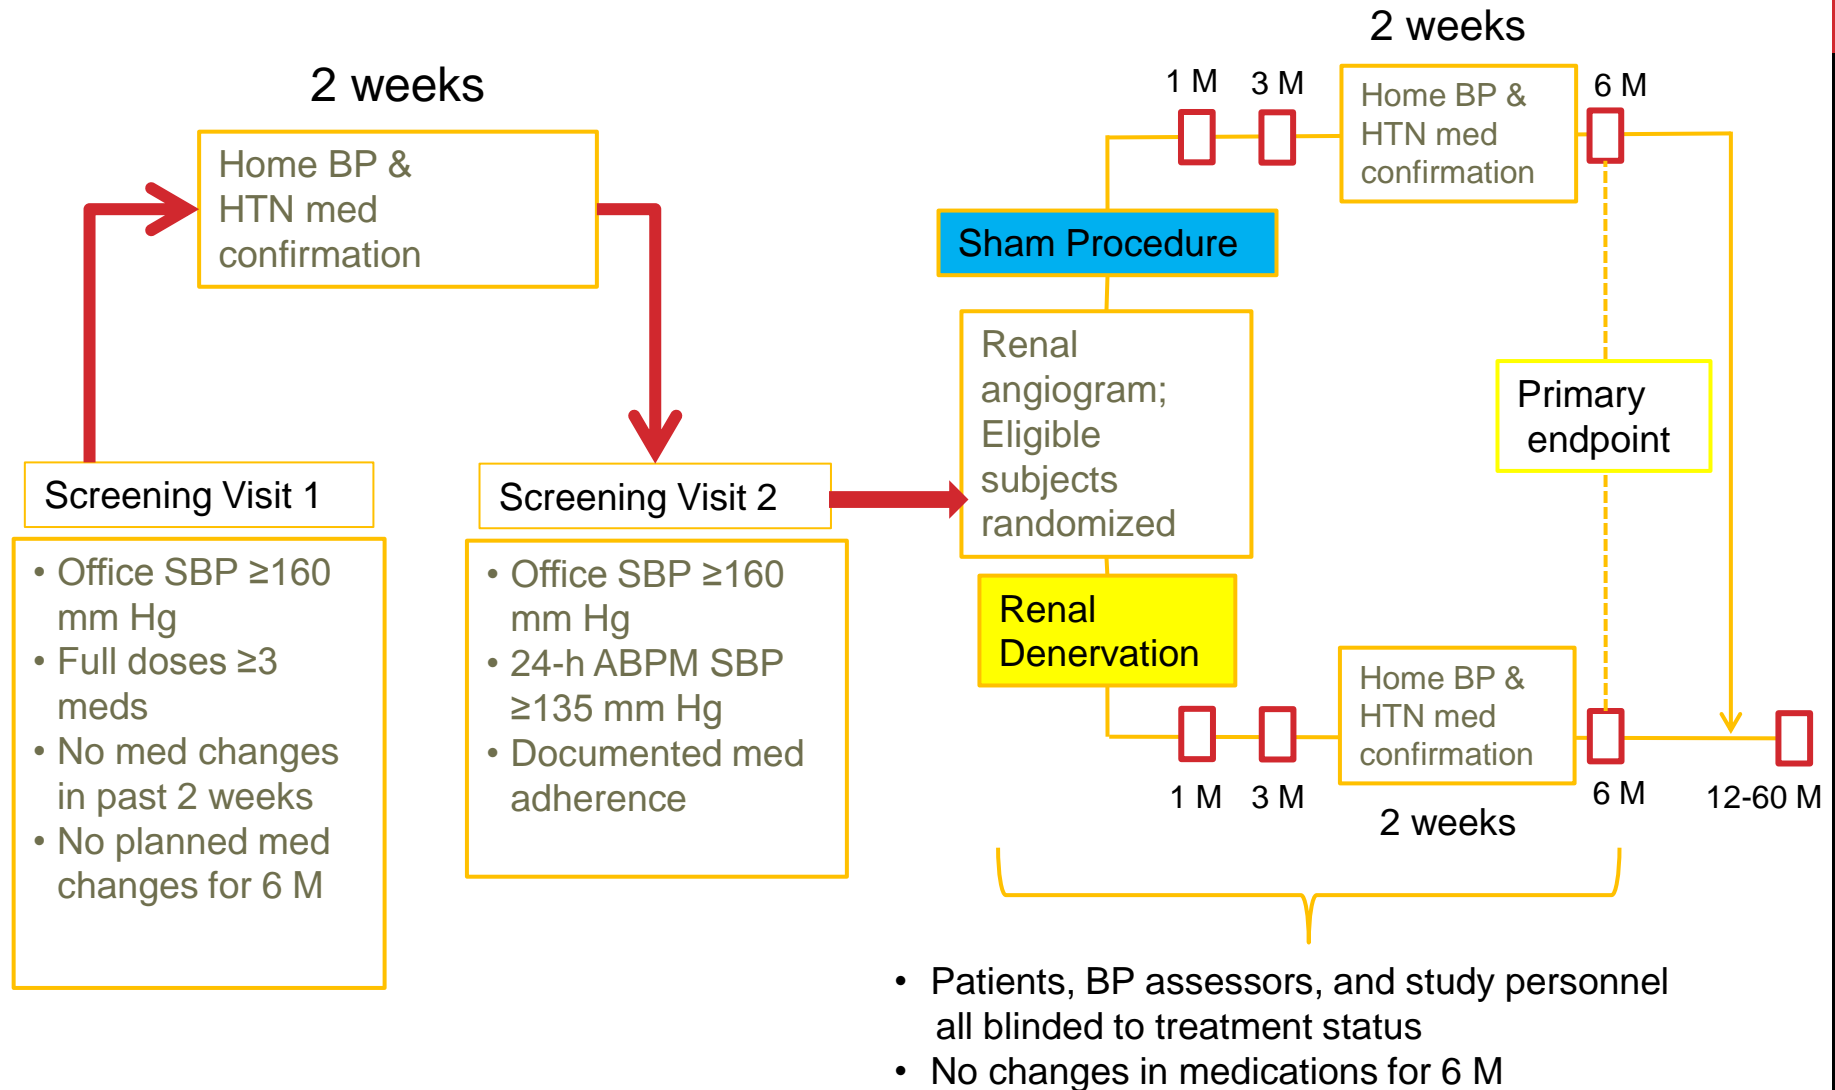 2 weeks
Home BP &
HTN med
confirmation
Screening Visit 1
• Office SBP ≥160
mm Hg
• Full doses ≥3
meds
• No med changes
in past 2 weeks
• No planned med
changes for 6 M
Screening Visit 2
• Office SBP ≥160
mm Hg
• 24-h ABPM SBP
≥135 mm Hg
• Documented med
adherence
2 weeks
1 M
3 M
Home BP &
HTN med
confirmation
6 M
Sham Procedure
Renal
angiogram;
Eligible
subjects
randomized
Primary
endpoint
Renal
Denervation
Home BP &
HTN med
confirmation
1 M
3 M
2 weeks
6 M
12-60 M
• Patients, BP assessors, and study personnel
all blinded to treatment status
• No changes in medications for 6 M